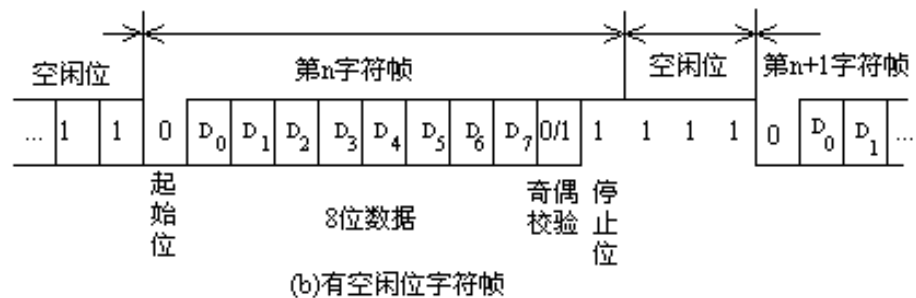 空闲位 第n字符帧 空闲位 第n+1字符帧
... 1 1 0 D0 D1 D2 D3 D4 D5 D6 D7 0/1 1 1 1 1 0 D0 D1 ...
起始位 8位数据 奇偶校验 停止位
(b)有空闲位字符帧